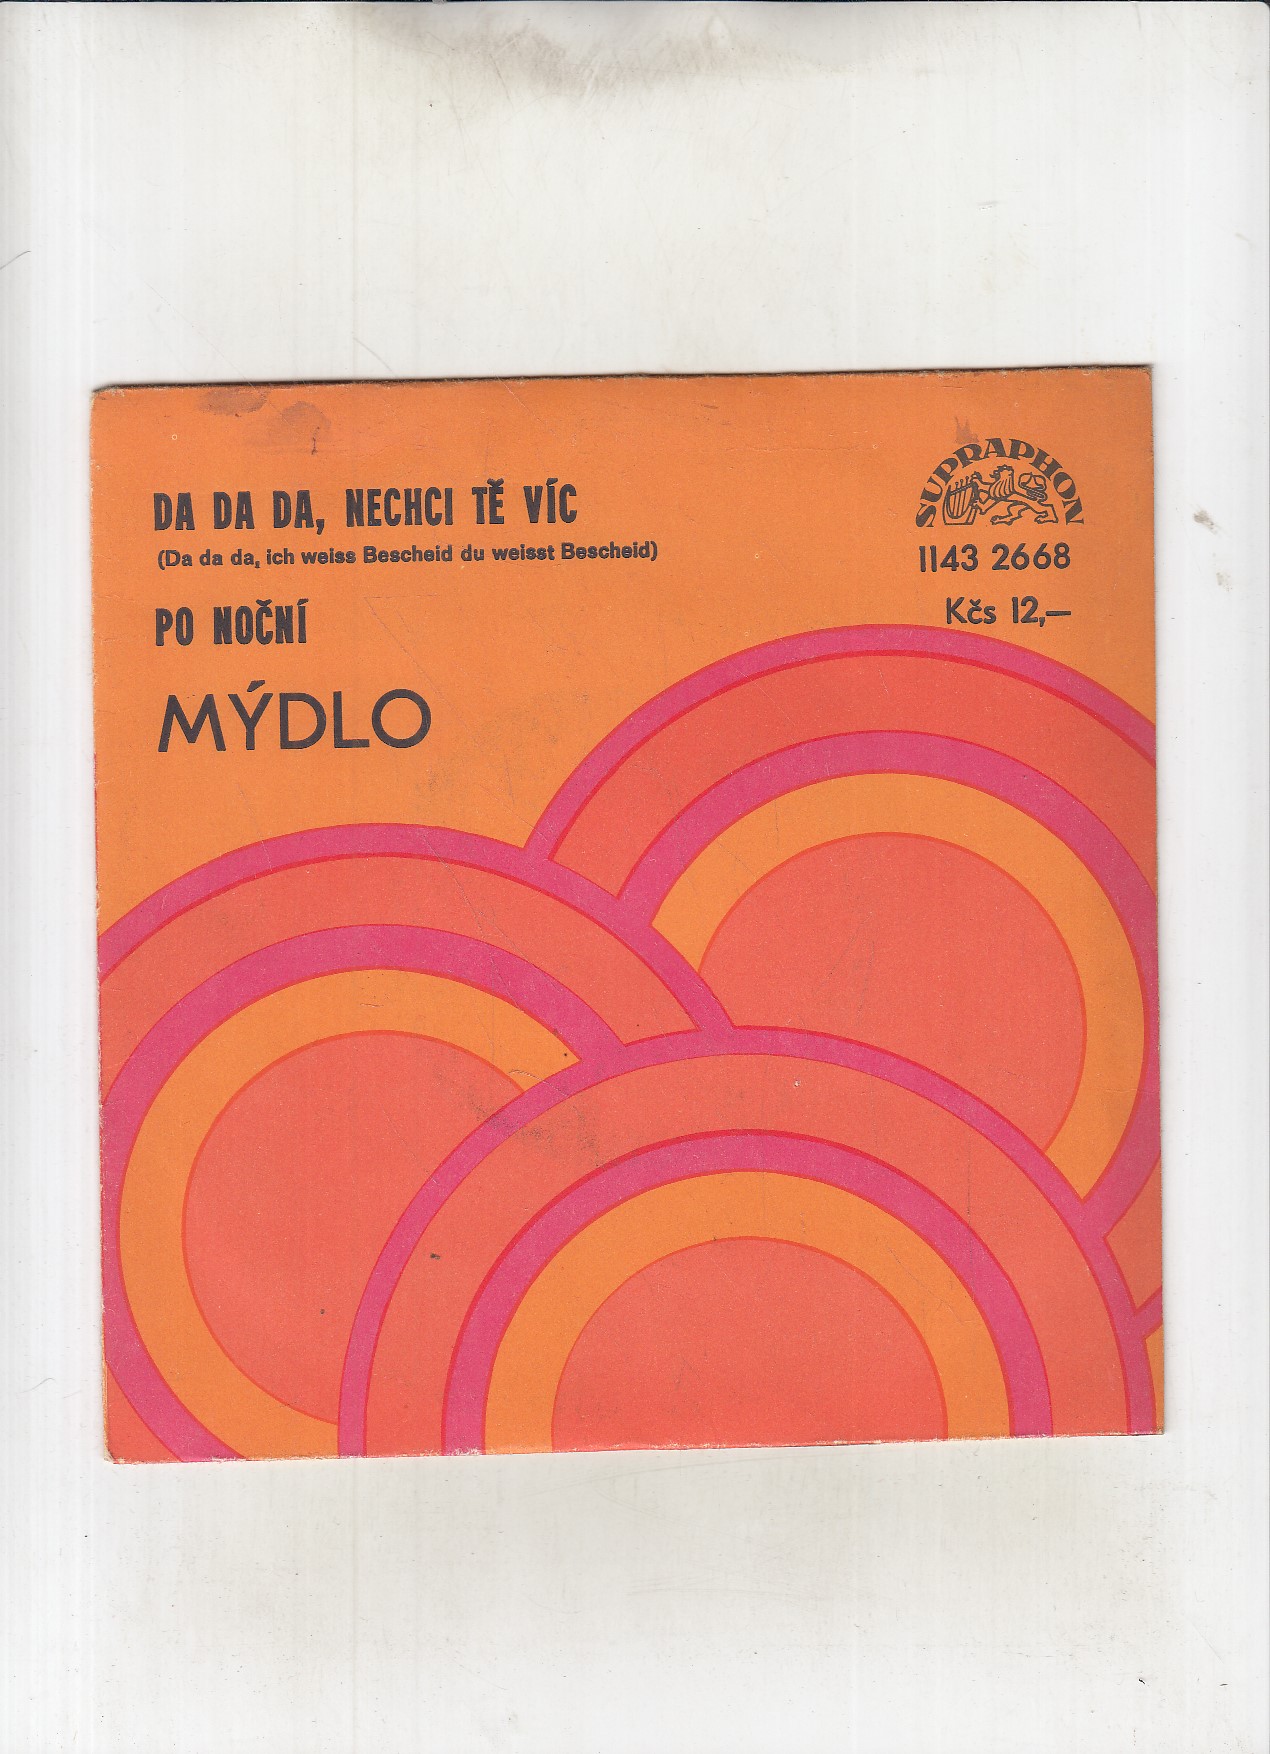 DA DA DA, NECHCI TĚ VÍC
(Da da da, ich weiss Bescheid du weisst Bescheid)
PO NOČNÍ
MÝDLO
SUPRAPHON
1143 2668
Kčs 12,—